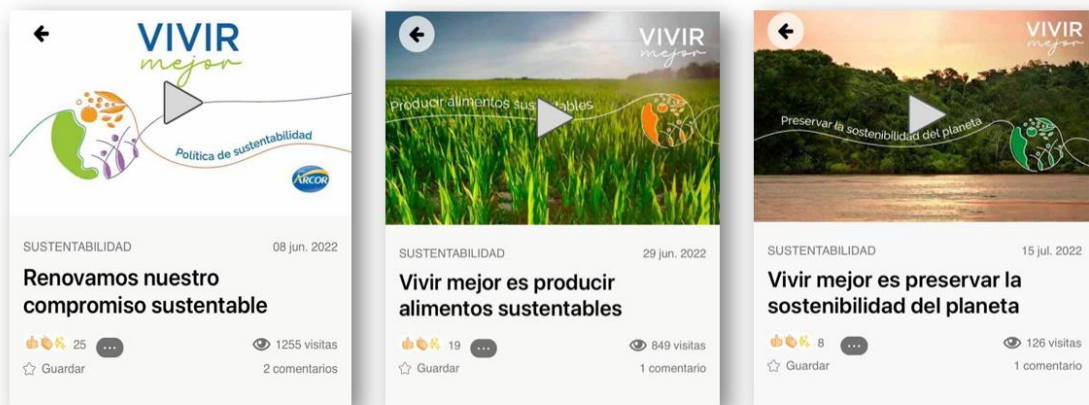 VIVIR
mejor
Política de sustentabilidad
ARCOR
SUSTENTABILIDAD 08 jun. 2022
Renovamos nuestro
compromiso sustentable
25 1255 visitas
Guardar 2 comentarios
VIVIR
mejor
Producir alimentos
SUSTENTABILIDAD 29 jun. 2022
Vivir mejor es producir
alimentos sustentables
19 849 visitas
Guardar 1 comentario
VIVIR
mejor
Preservar la sostenibilidad del planeta
SUSTENTABILIDAD 15 jul. 2022
Vivir mejor es preservar la
sostenibilidad del planeta
8 126 visitas
Guardar 1 comentario